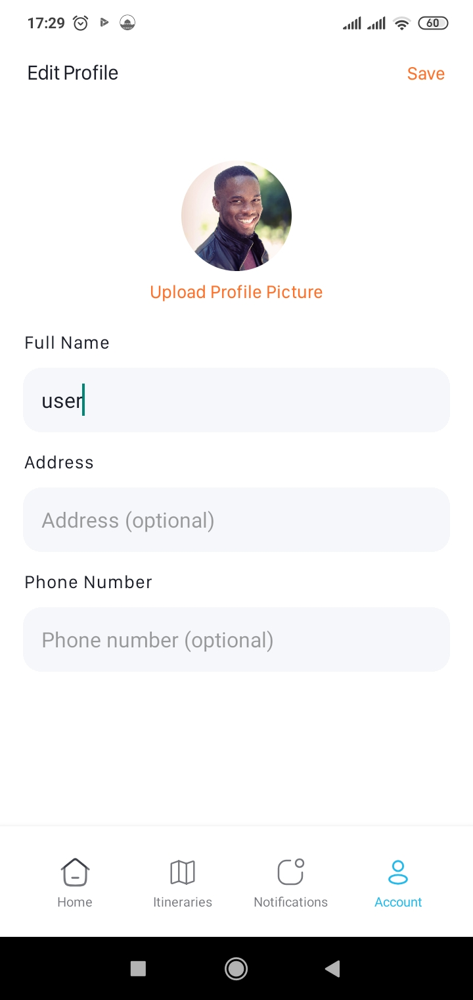 17:29
60
Edit Profile
Save
Upload Profile Picture
Full Name
user
Address
Address (optional)
Phone Number
Phone number (optional)
Home Itineraries Notifications Account